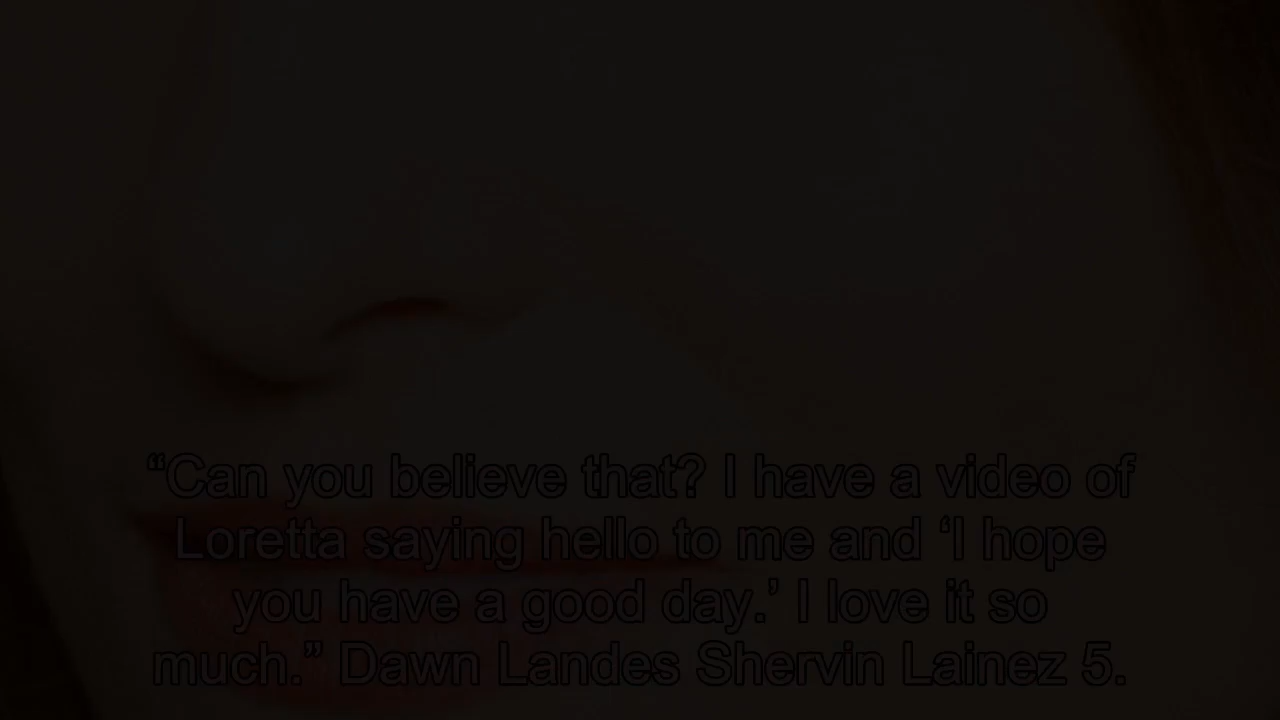 “Can you believe that? I have a video of
Loretta saying hello to me and ‘I hope
you have a good day.’ I love it so
much.” Dawn Landes Shervin Lainez 5.